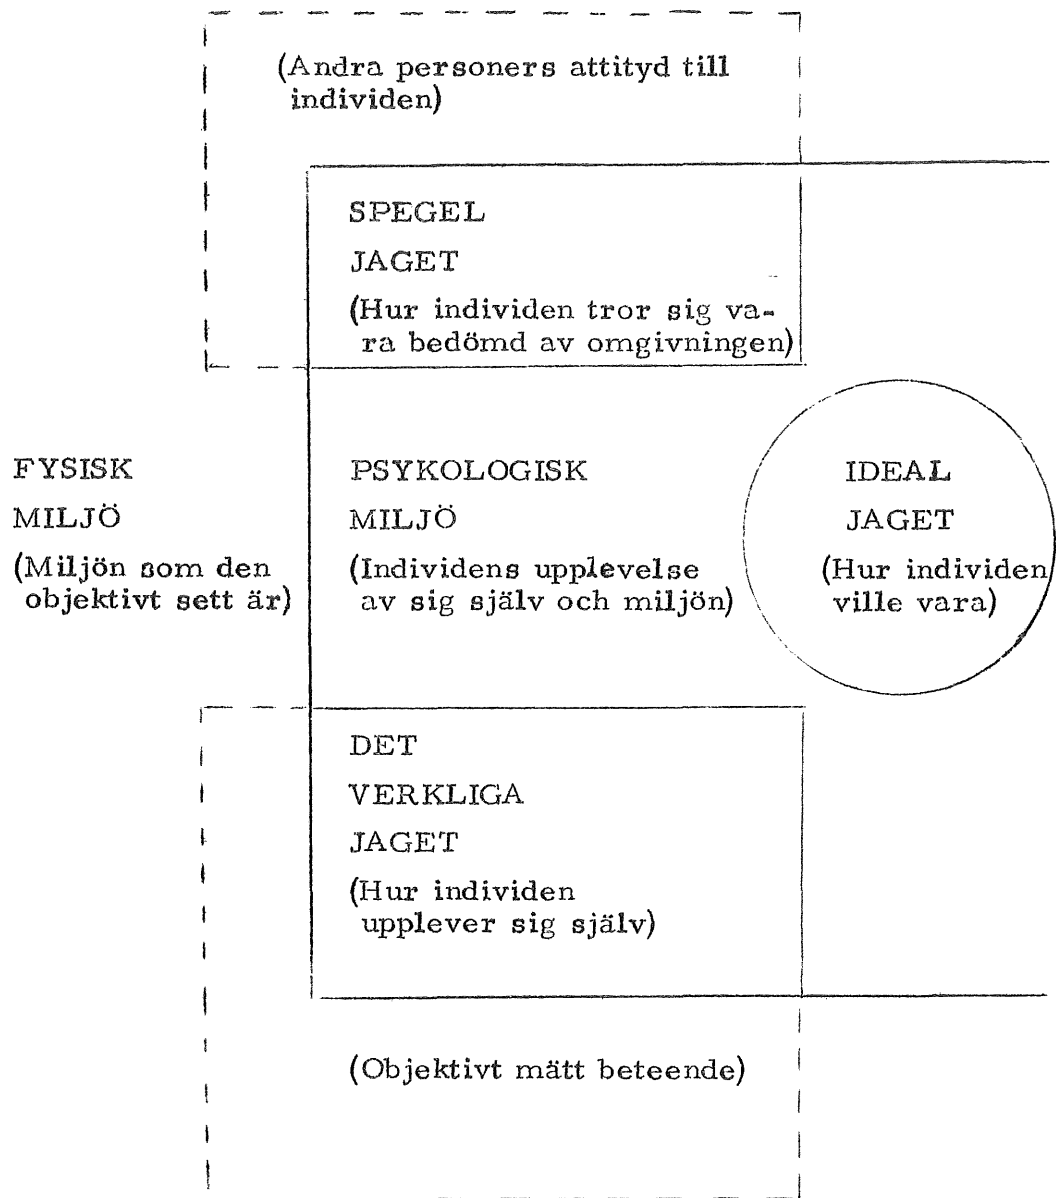 (Andra personers attityd till
individen)
SPEGEL
JAGET
(Hur individen tror sig va-
ra bedömd av omgivningen)
FYSISK
MILJÖ
(Miljön som den
objektivt sett är)
PSYKOLOGISK
MILJÖ
(Individens upplevelse
av sig själv och miljön)
IDEAL
JAGET
(Hur individen
ville vara)
DET
VERKLIGA
JAGET
(Hur individen
upplever sig själv)
(Objektivt mätt beteende)